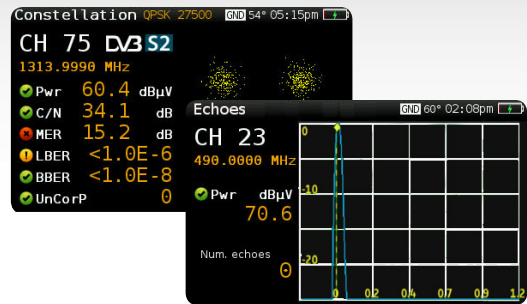 Constellation QPSK 27500 GND 54° 05:15pm
CH 75 DVB S2
1313.9990 MHz
Pwr 60.4 dBµV
C/N 34.1 dB
MER 15.2 dB
LBER <1.0E-6
BBER <1.0E-8
UnCorP 0
Echoes GND 60° 02:08pm
CH 23
490.0000 MHz
Pwr dBµV
70.6
Num. echoes
0
0
-10
-20
0 0.2 0.4 0.7 0.9 1.2